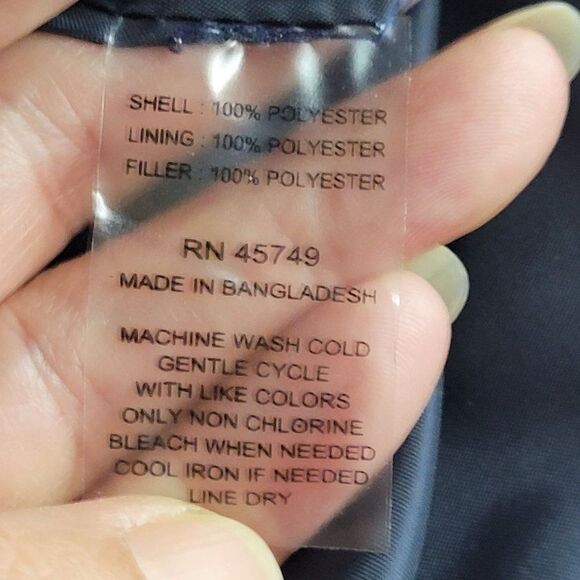 SHELL : 100% POLYESTER
LINING : 100% POLYESTER
FILLER : 100% POLYESTER
RN 45749
MADE IN BANGLADESH
MACHINE WASH COLD
GENTLE CYCLE
WITH LIKE COLORS
ONLY NON CHLORINE
BLEACH WHEN NEEDED
COOL IRON IF NEEDED
LINE DRY